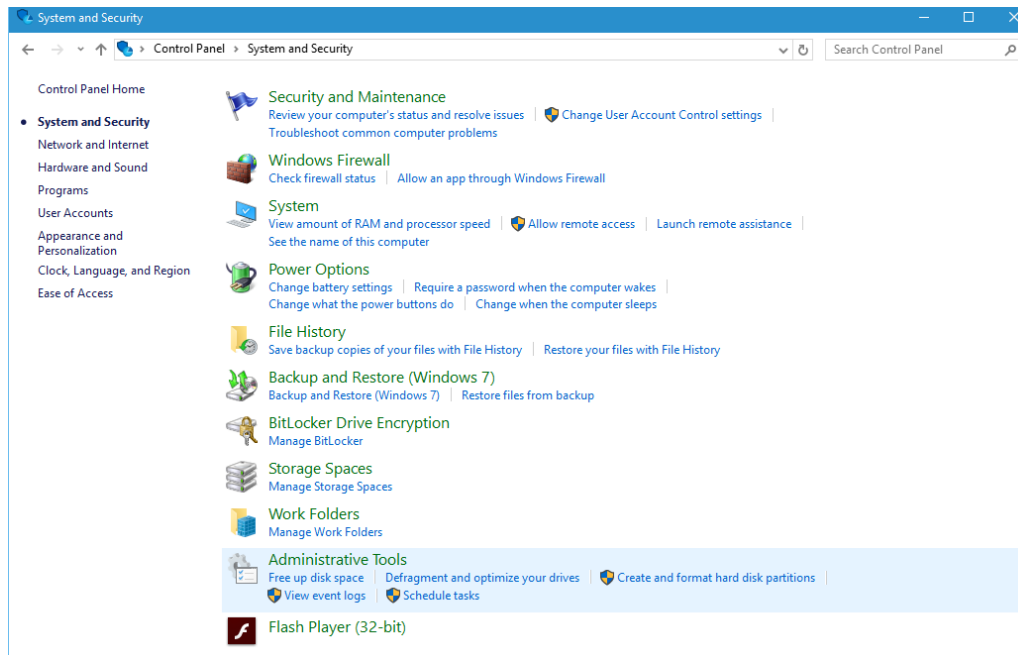 System and Security
Control Panel > System and Security
Search Control Panel
Control Panel Home
System and Security
Network and Internet
Hardware and Sound
Programs
User Accounts
Appearance and
Personalization
Clock, Language, and Region
Ease of Access
Security and Maintenance
Review your computer's status and resolve issues
Change User Account Control settings
Troubleshoot common computer problems
Windows Firewall
Check firewall status
Allow an app through Windows Firewall
System
View amount of RAM and processor speed
Allow remote access
Launch remote assistance
See the name of this computer
Power Options
Change battery settings
Require a password when the computer wakes
Change what the power buttons do
Change when the computer sleeps
File History
Save backup copies of your files with File History
Restore your files with File History
Backup and Restore (Windows 7)
Backup and Restore (Windows 7)
Restore files from backup
BitLocker Drive Encryption
Manage BitLocker
Storage Spaces
Manage Storage Spaces
Work Folders
Manage Work Folders
Administrative Tools
Free up disk space
Defragment and optimize your drives
Create and format hard disk partitions
View event logs
Schedule tasks
Flash Player (32-bit)